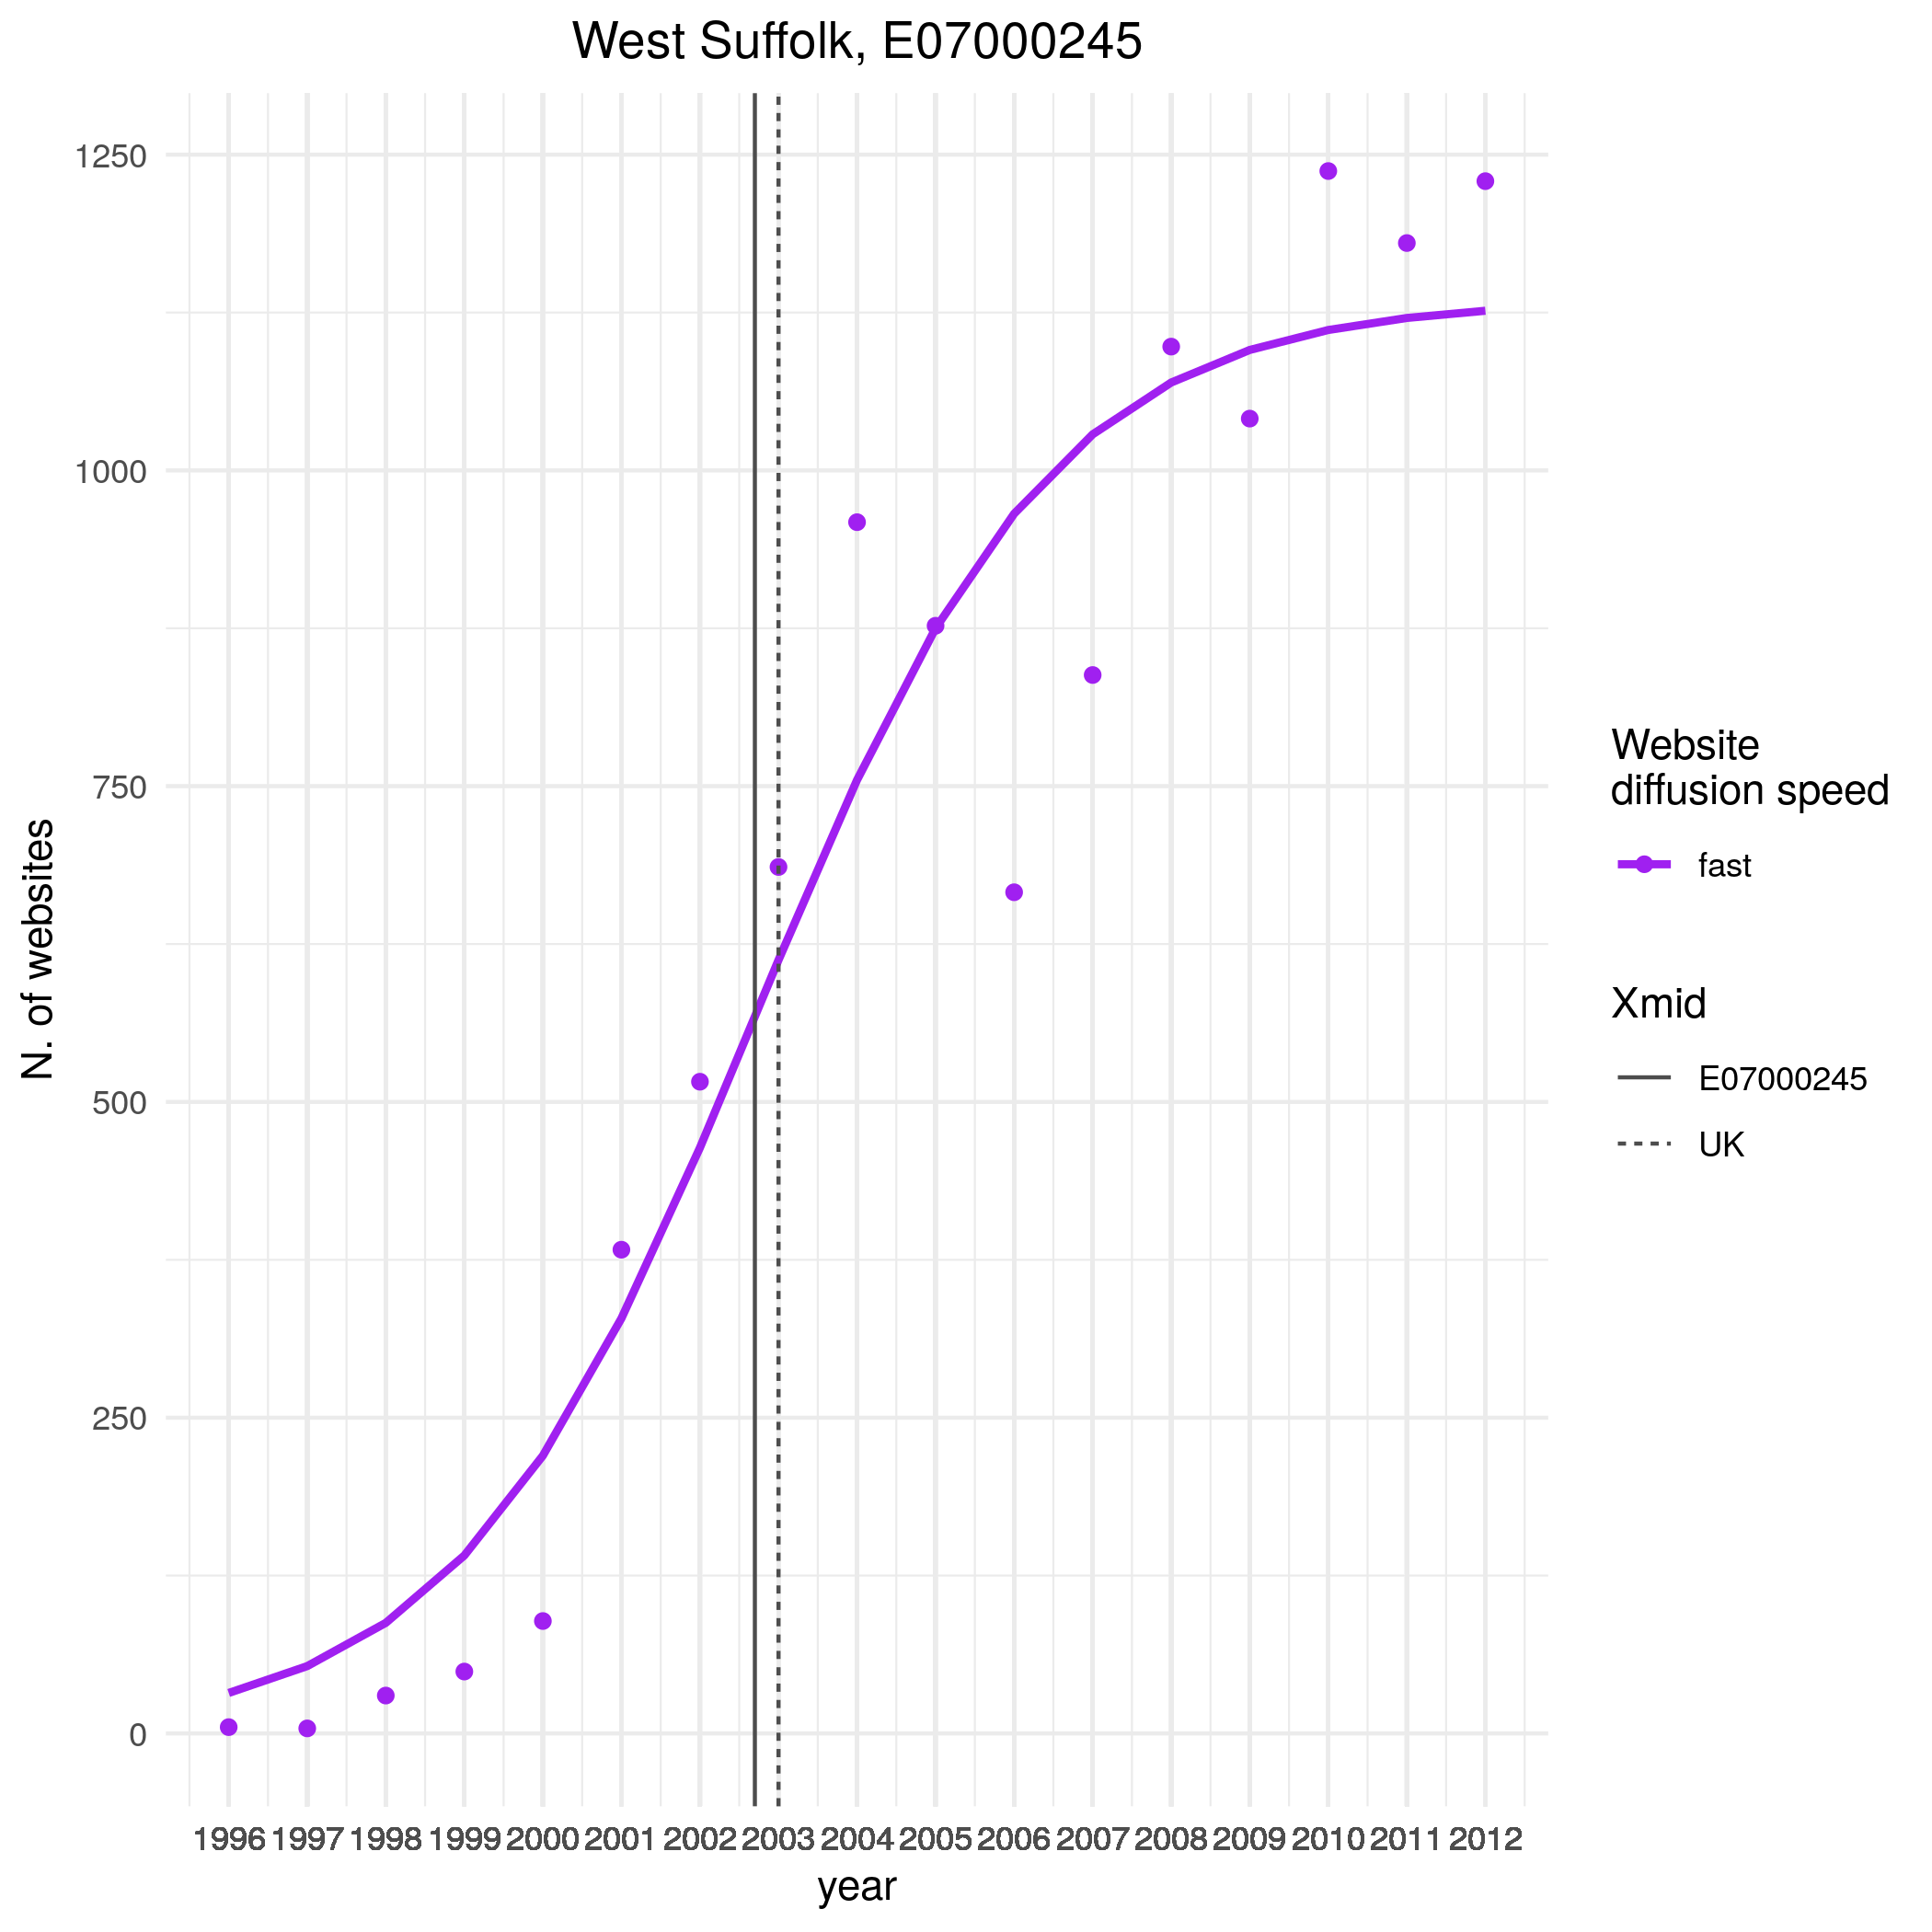 West Suffolk, E07000245
1250
1000
750
500
250
0
N. of websites
1996 1997 1998 1999 2000 2001 2002 2003 2004 2005 2006 2007 2008 2009 2010 2011 2012
year
Website
diffusion speed
fast
Xmid
E07000245
UK